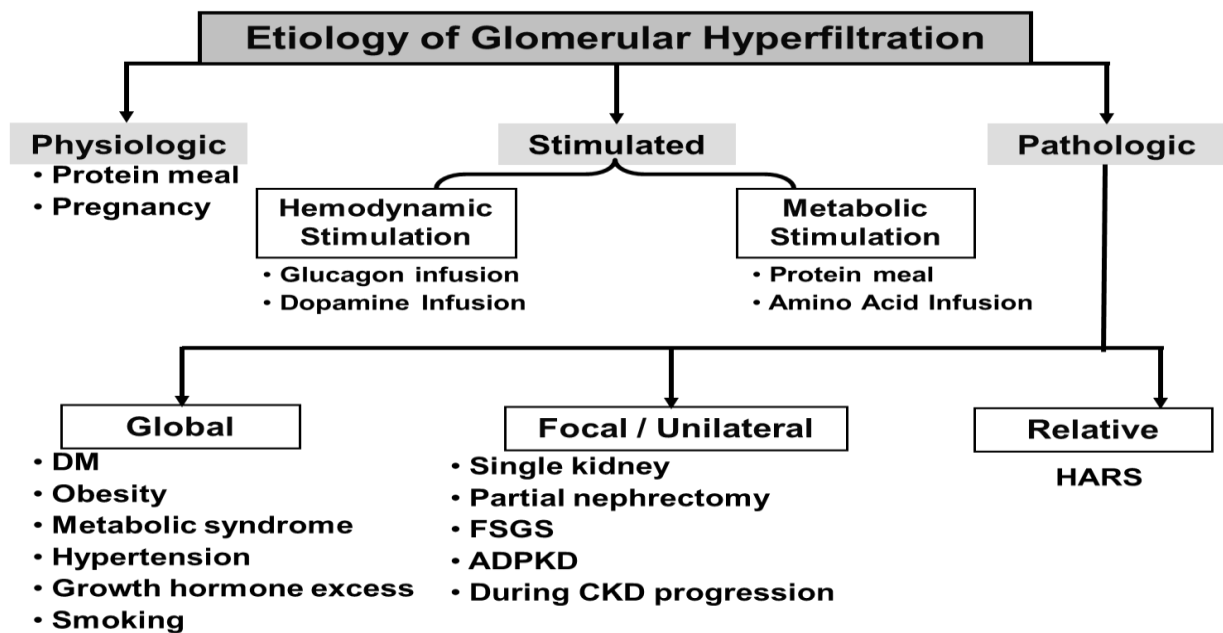 Etiology of Glomerular Hyperfiltration
Physiologic
• Protein meal
• Pregnancy
Stimulated
Hemodynamic
Stimulation
• Glucagon infusion
• Dopamine Infusion
Metabolic
Stimulation
• Protein meal
• Amino Acid Infusion
Pathologic
Global
• DM
• Obesity
• Metabolic syndrome
• Hypertension
• Growth hormone excess
• Smoking
Focal / Unilateral
• Single kidney
• Partial nephrectomy
• FSGS
• ADPKD
• During CKD progression
Relative
HARS